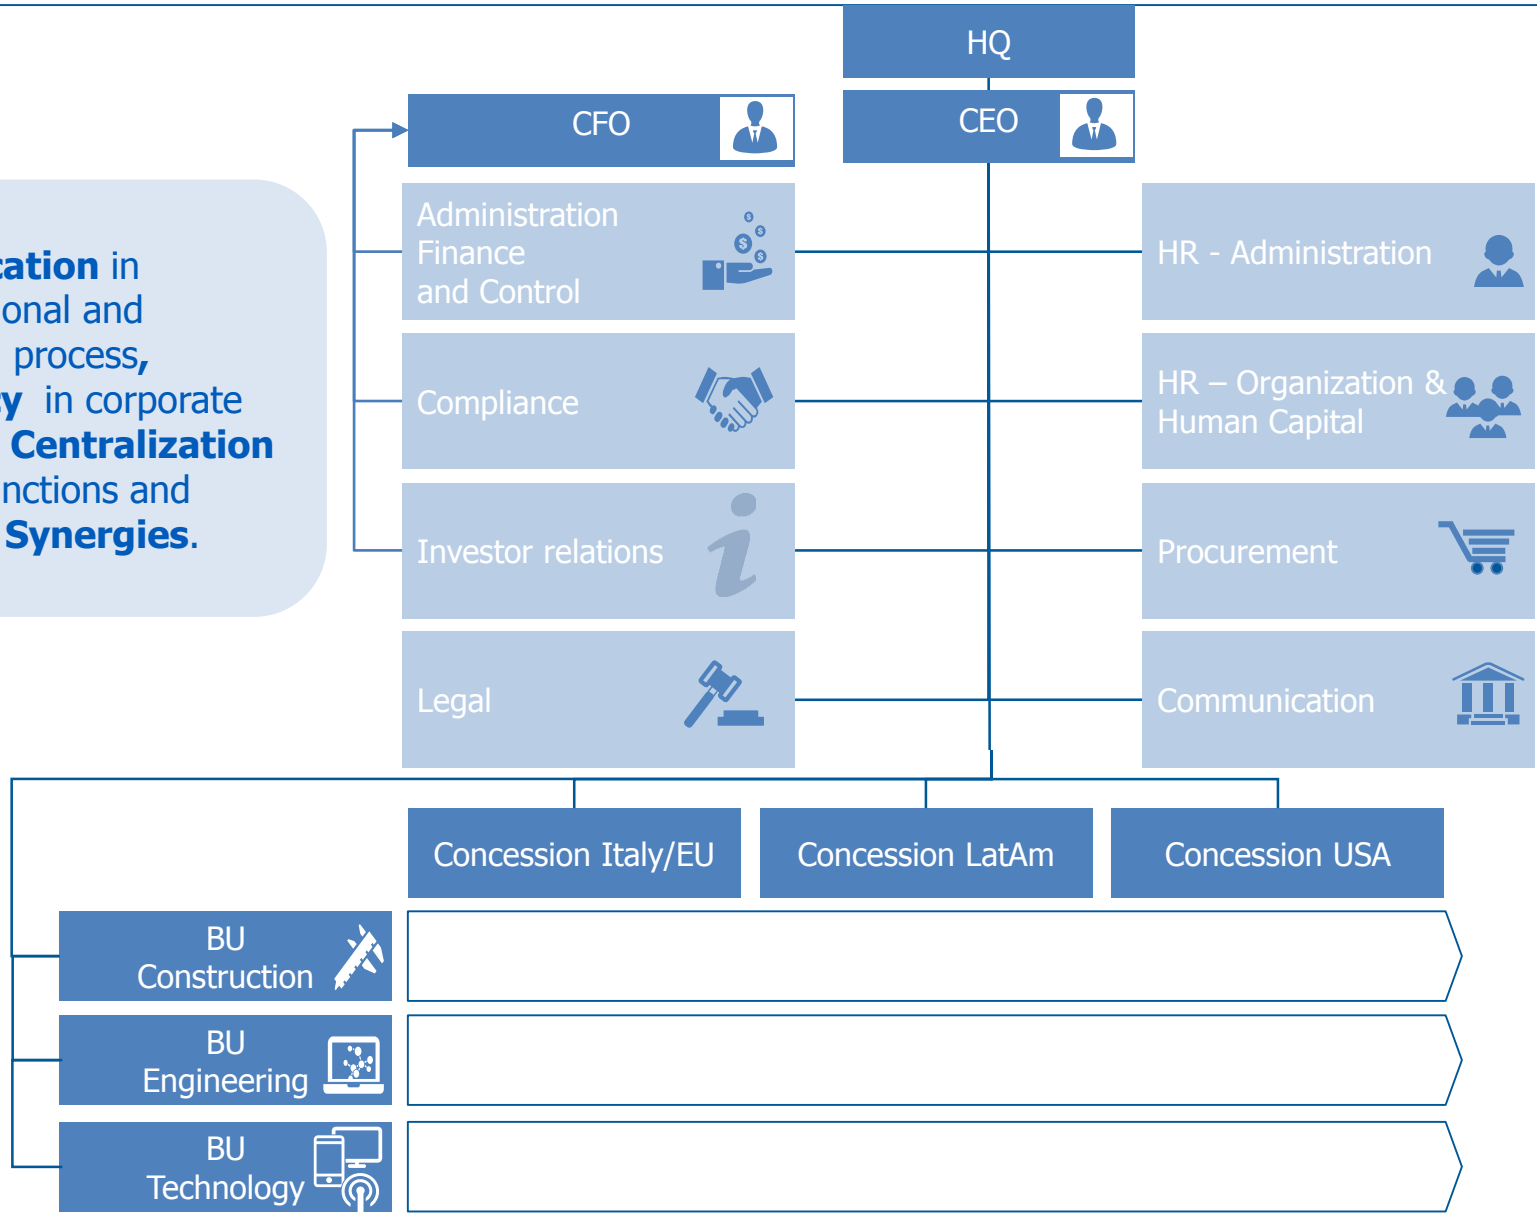 HQ
CFO
CEO
Administration
Finance
and Control
HR - Administration
cation in
onal and
process,
y in corporate
Centralization
nctions and
Synergies.
Compliance
HR – Organization &
Human Capital
Investor relations
Procurement
Legal
Communication
Concession Italy/EU
Concession LatAm
Concession USA
BU
Construction
BU
Engineering
BU
Technology